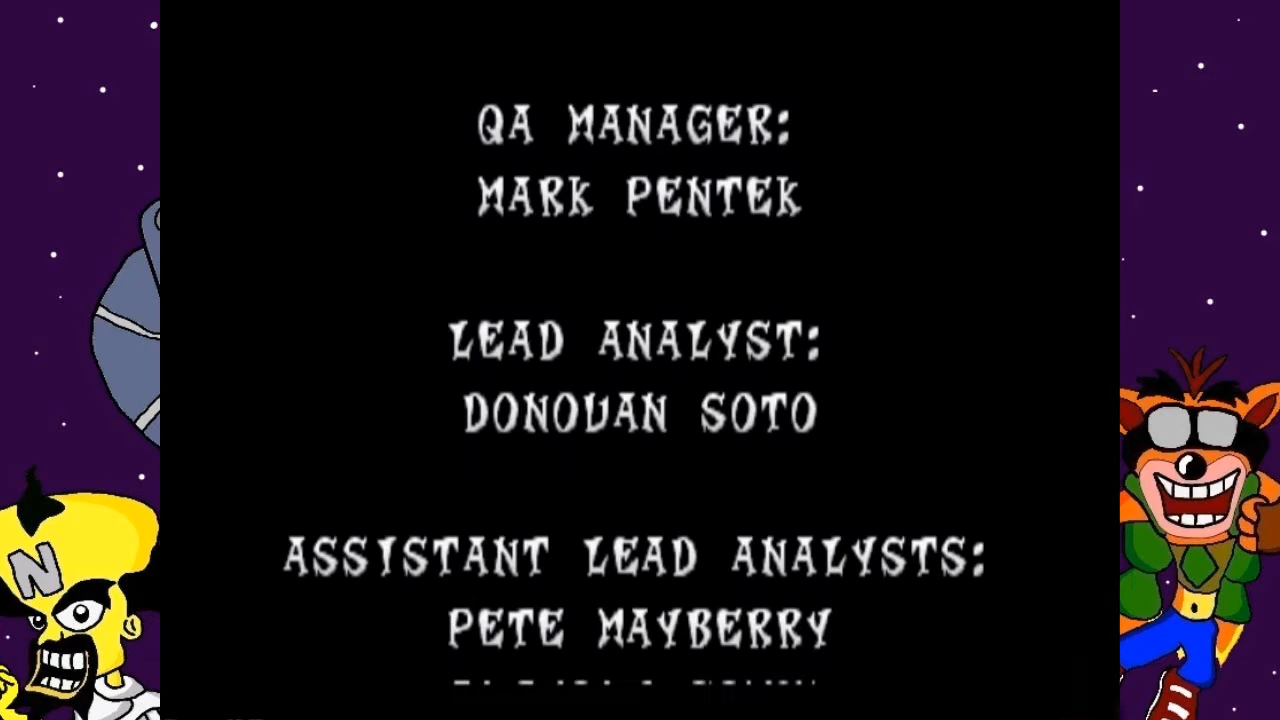 QA MANAGER:
MARK PENTEK
LEAD ANALYST:
DONOVAN SOTO
ASSISTANT LEAD ANALYSTS:
PETE MAYBERRY
N